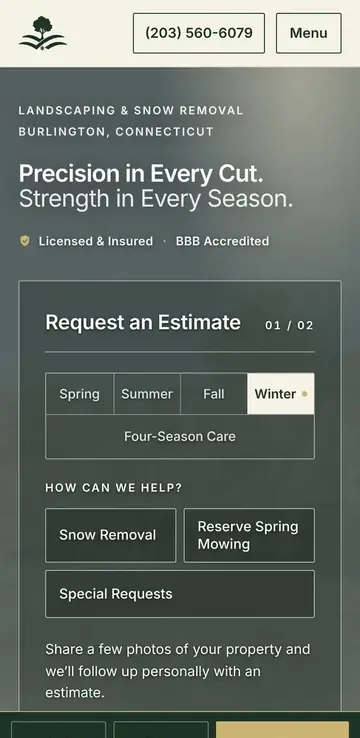 (203) 560-6079
Menu
LANDSCAPING & SNOW REMOVAL
BURLINGTON, CONNECTICUT
Precision in Every Cut.
Strength in Every Season.
Licensed & Insured · BBB Accredited
Request an Estimate
01 / 02
Spring
Summer
Fall
Winter
Four-Season Care
HOW CAN WE HELP?
Snow Removal
Reserve Spring
Mowing
Special Requests
Share a few photos of your property and
we’ll follow up personally with an
estimate.